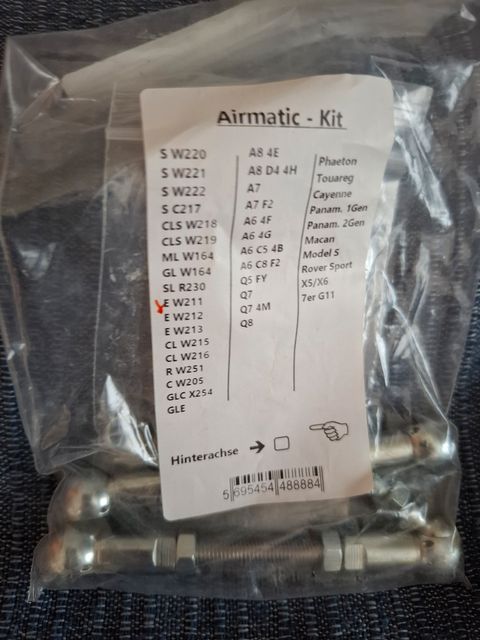 Airmatic - Kit
S W220
S W221
S W222
S C217
CLS W218
CLS W219
ML W164
GL W164
SL R230
E W211
E W212
E W213
CL W215
CL W216
R W251
C W205
GLC X254
GLE
A8 4E
A8 D4 4H
A7
A7 F2
A6 4F
A6 4G
A6 C5 4B
A6 C8 F2
Q5 FY
Q7
Q7 4M
Q8
Phaeton
Touareg
Cayenne
Panam. 1Gen
Panam. 2Gen
Macan
Model S
Rover Sport
X5/X6
7er G11
Hinterachse
5 695454 488884